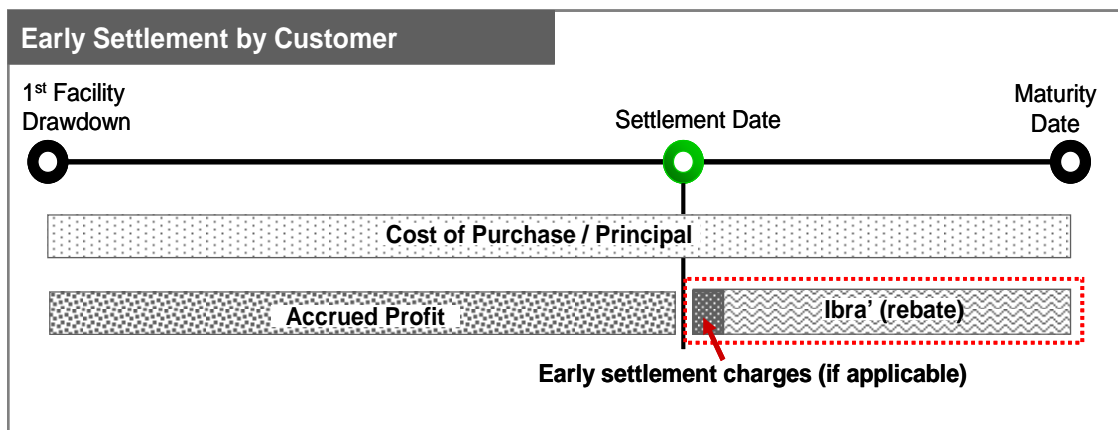 Early Settlement by Customer
1st Facility
Drawdown
Settlement Date
Maturity
Date
Cost of Purchase / Principal
Accrued Profit
Ibra’ (rebate)
Early settlement charges (if applicable)